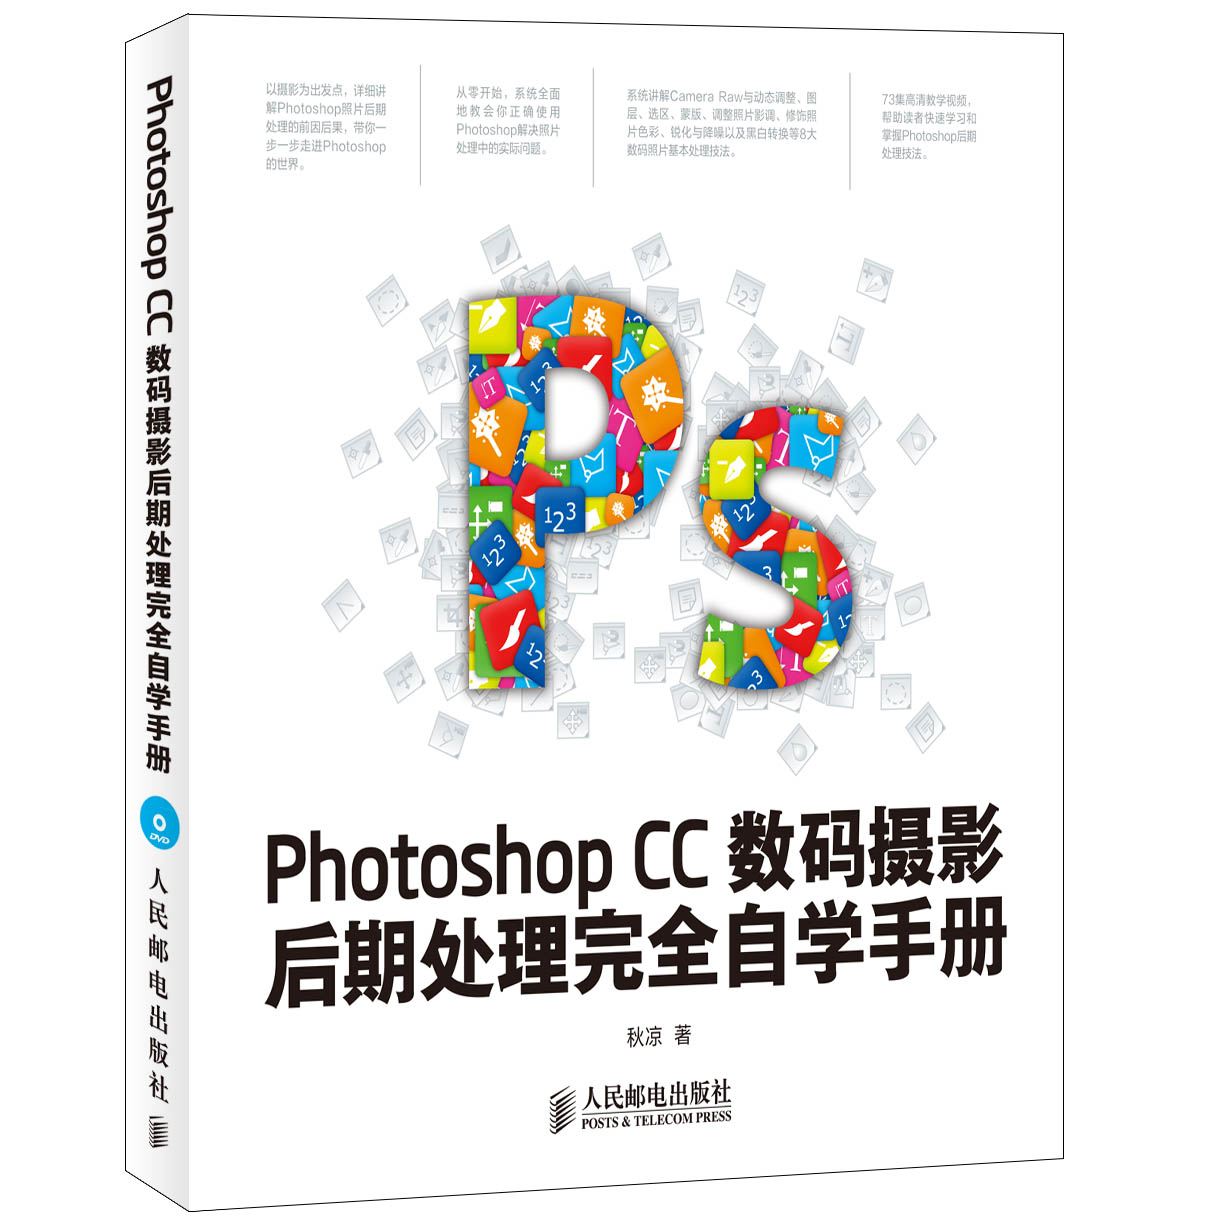 Photoshop CC 数码摄影后期处理完全自学手册
DVD
人民邮电出版社
以摄影为出发点，详细讲
解Photoshop照片后期
处理的前因后果，带你一
步一步走进Photoshop
的世界。
从零开始，系统全面
地教会你正确使用
Photoshop解决照片
处理中的实际问题。
系统讲解Camera Raw与动态调整、图
层、选区、蒙版、调整照片影调、修饰照
片色彩、锐化与降噪以及黑白转换等8大
数码照片基本处理技法。
73集高清教学视频，
帮助读者快速学习和
掌握Photoshop后期
处理技法。
Ps
Photoshop CC 数码摄影
后期处理完全自学手册
秋凉 著
人民邮电出版社
POSTS & TELECOM PRESS